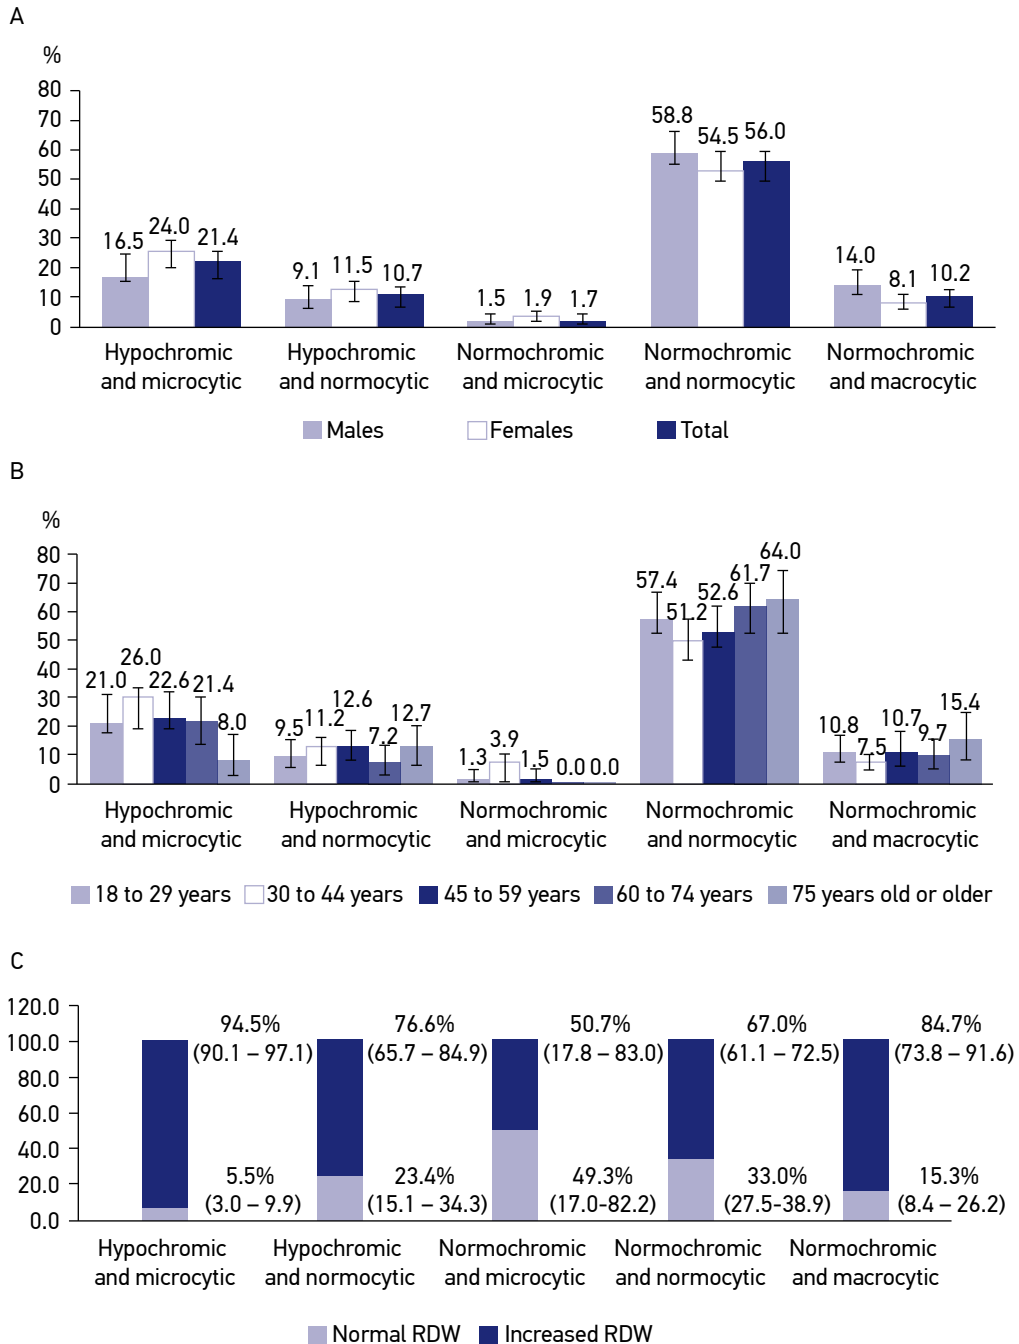 A
%
80
70
60
50
40
30
20
10
0
16.5 24.0 21.4
9.1 11.5 10.7
1.5 1.9 1.7
58.8 54.5 56.0
14.0 8.1 10.2
Hypochromic and microcytic
Hypochromic and normocytic
Normochromic and microcytic
Normochromic and normocytic
Normochromic and macrocytic
Males Females Total
B
%
80
70
60
50
40
30
20
10
0
21.0 26.0 22.6 21.4 8.0
9.5 11.2 12.6 7.2 12.7
1.3 3.9 1.5 0.0 0.0
57.4 51.2 52.6 61.7 64.0
10.8 7.5 10.7 9.7 15.4
Hypochromic and microcytic
Hypochromic and normocytic
Normochromic and microcytic
Normochromic and normocytic
Normochromic and macrocytic
18 to 29 years 30 to 44 years 45 to 59 years 60 to 74 years 75 years old or older
C
120.0
100.0
80.0
60.0
40.0
20.0
0.0
94.5% 76.6% 50.7% 67.0% 84.7%
(90.1 – 97.1) (65.7 – 84.9) (17.8 – 83.0) (61.1 – 72.5) (73.8 – 91.6)
5.5% 23.4% 49.3% 33.0% 15.3%
(3.0 – 9.9) (15.1 – 34.3) (17.0-82.2) (27.5-38.9) (8.4 – 26.2)
Hypochromic and microcytic
Hypochromic and normocytic
Normochromic and microcytic
Normochromic and normocytic
Normochromic and macrocytic
Normal RDW Increased RDW